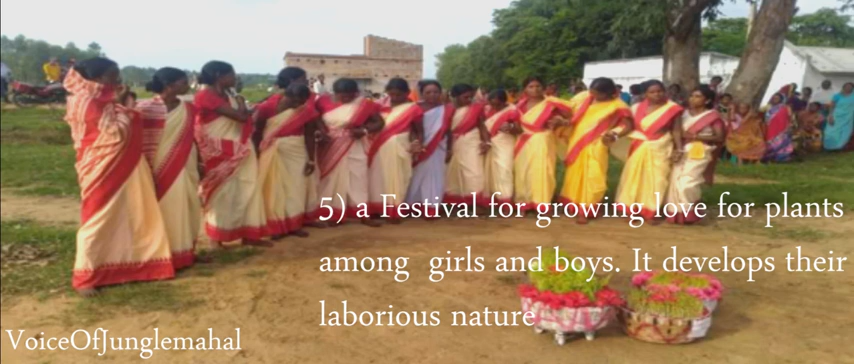 5) a Festival for growing love for plants
among girls and boys. It develops their
laborious nature
VoiceOfJunglemahal